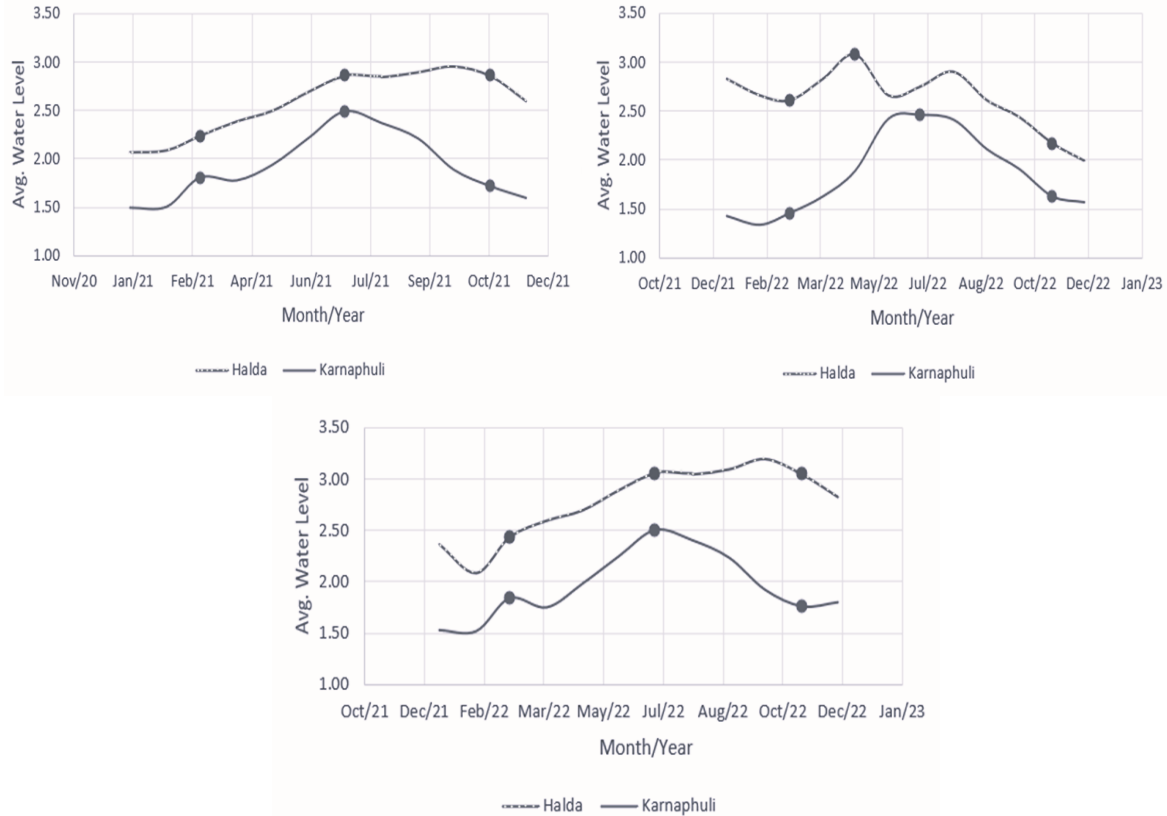 3.50
3.00
2.50
2.00
1.50
1.00
Avg. Water Level
Nov/20 Jan/21 Feb/21 Apr/21 Jun/21 Jul/21 Sep/21 Oct/21 Dec/21
Month/Year
Halda Karnaphuli
3.50
3.00
2.50
2.00
1.50
1.00
Avg. Water Level
Oct/21 Dec/21 Feb/22 Mar/22 May/22 Jul/22 Aug/22 Oct/22 Dec/22 Jan/23
Month/Year
Halda Karnaphuli
3.50
3.00
2.50
2.00
1.50
1.00
Avg. Water Level
Oct/21 Dec/21 Feb/22 Mar/22 May/22 Jul/22 Aug/22 Oct/22 Dec/22 Jan/23
Month/Year
Halda Karnaphuli